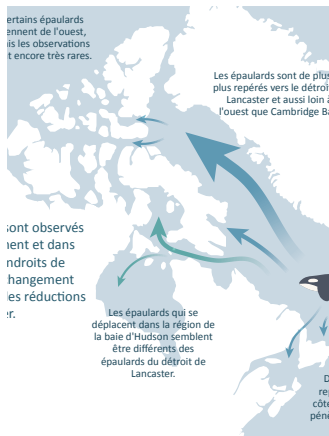 ertains épaulards
ennent de l'ouest,
is les observations
t encore très rares.
Les épaulards sont de plus
plus repérés vers le détroit
Lancaster et aussi loin à
l'ouest que Cambridge Ba
sont observés
ent et dans
ndroits de
hangement
les réductions
er.
Les épaulards qui se
déplacent dans la région de
la baie d'Hudson semblent
être différents des
épaulards du détroit de
Lancaster.
D
rep
côte
péné